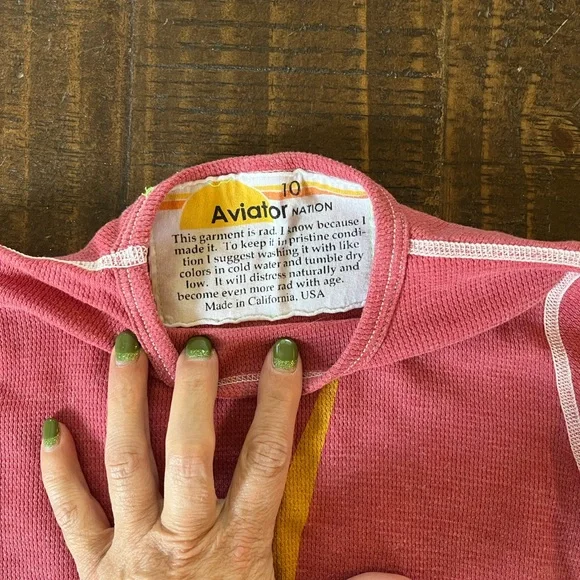 10
Aviator NATION
This garment is rad. I know because I
made it. To keep it in pristine condi-
tion I suggest washing it with like
colors in cold water and tumble dry
low. It will distress naturally and
become even more rad with age.
Made in California, USA